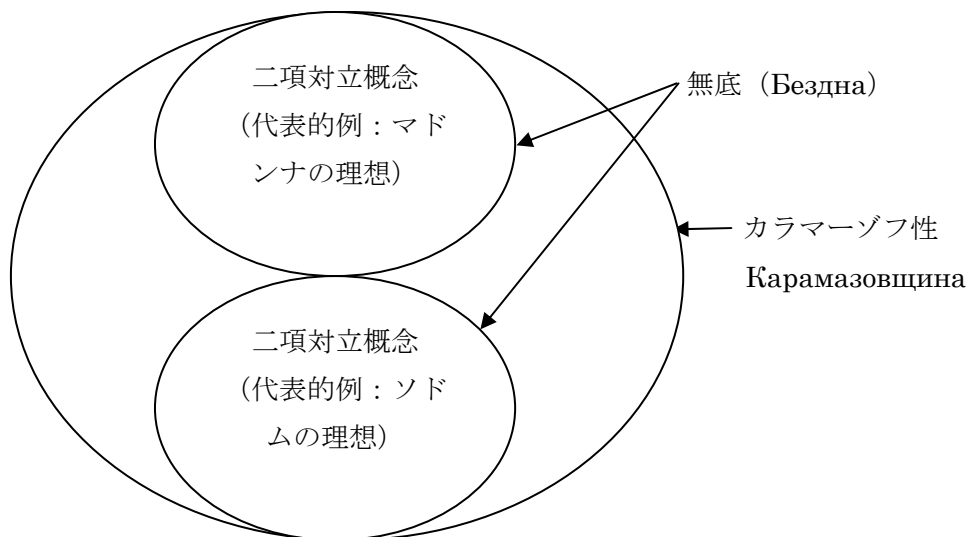 二項対立概念
(代表的例:マド
ンナの理想)
無底(Бездна)
カラマーゾフ性
Карамазовщина
二項対立概念
(代表的例:ソド
ムの理想)